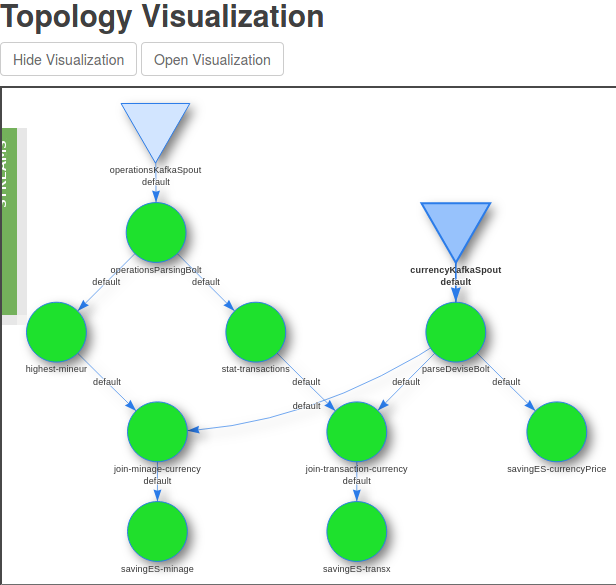 Topology Visualization
Hide Visualization
Open Visualization
STREAMS
operationsKafkaSpout
default
operationsParsingBolt
default
default
currencyKafkaSpout
default
highest-mineur
stat-transactions
parseDeviseBolt
default
default
default
default
default
join-minage-currency
default
join-transaction-currency
default
savingES-currencyPrice
savingES-minage
savingES-transx